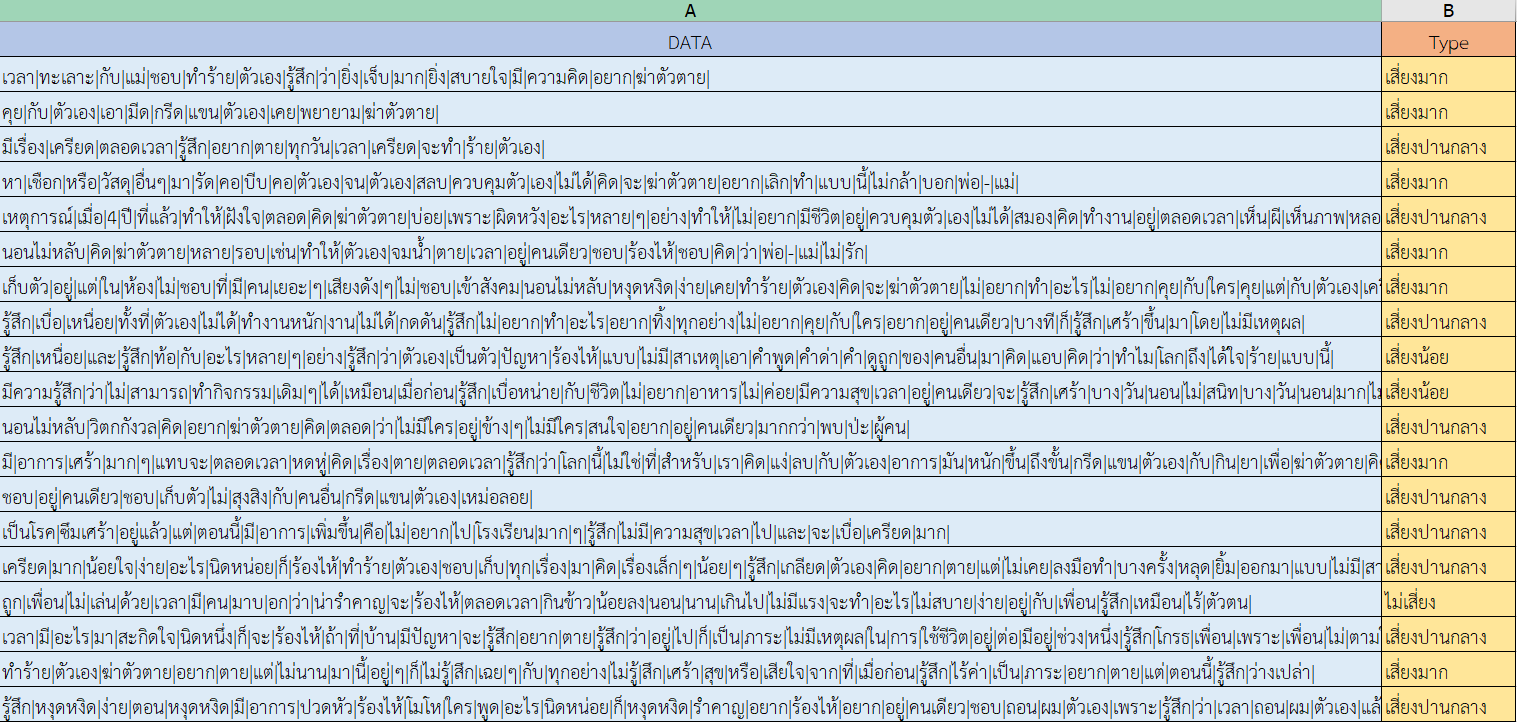 A B
DATA Type
เวลา|ทะเลาะ|กับ|แม่|ชอบ|ทำร้าย|ตัวเอง|รู้สึก|ว่า|ยิ่ง|เจ็บ|มาก|ยิ่ง|สบายใจ|มี|ความคิด|อยาก|ฆ่าตัวตาย| เสี่ยงมาก
คุย|กับ|ตัวเอง|เอา|มีด|กรีด|แขน|ตัวเอง|เคย|พยายาม|ฆ่าตัวตาย| เสี่ยงมาก
มีเรื่อง|เครียด|ตลอดเวลา|รู้สึก|อยาก|ตาย|ทุกวัน|เวลา|เครียด|จะทำ|ร้าย|ตัวเอง| เสี่ยงปานกลาง
หา|เชือก|หรือ|วัสดุ|อื่นๆ|มา|รัด|คอ|บีบ|คอ|ตัวเอง|จน|ตัวเอง|สลบ|ควบคุมตัว|เอง|ไม่ได้|คิด|จะ|ฆ่าตัวตาย|อยาก|เลิก|ทำ|แบบ|นี้|ไม่กล้า|บอก|พ่อ|-|แม่| เสี่ยงมาก
เหตุการณ์|เมื่อ|4|ปี|ที่แล้ว|ทำให้|ฝังใจ|ตลอด|คิด|ฆ่าตัวตาย|บ่อย|เพราะ|ผิดหวัง|อะไร|หลาย|ๆ|อย่าง|ทำให้|ไม่|อยาก|มีชีวิต|อยู่|ควบคุมตัว|เอง|ไม่ได้|สมอง|คิด|ทำงาน|อยู่|ตลอดเวลา|เห็น|ผี|เห็นภาพ|หลอ เสี่ยงปานกลาง
นอนไม่หลับ|คิด|ฆ่าตัวตาย|หลาย|รอบ|เช่น|ทำให้|ตัวเอง|จมน้ำ|ตาย|เวลา|อยู่|คนเดียว|ชอบ|ร้องไห้|ชอบ|คิด|ว่า|พ่อ|-|แม่|ไม่|รัก| เสี่ยงมาก
เก็บตัว|อยู่|แต่|ใน|ห้อง|ไม่|ชอบ|ที่|มี|คน|เยอะ|ๆ|เสียงดัง|ๆ|ไม่|ชอบ|เข้าสังคม|นอนไม่หลับ|หงุดหงิด|ง่าย|เคย|ทำร้าย|ตัวเอง|คิด|จะ|ฆ่าตัวตาย|ไม่|อยาก|ทำ|อะไร|ไม่|อยาก|คุย|กับ|ใคร|คุย|แต่|กับ|ตัวเอง| เสี่ยงมาก
รู้สึก|เบื่อ|เหนื่อย|ทั้งที่|ตัวเอง|ไม่ได้|ทำงานหนัก|งาน|ไม่ได้|กดดัน|รู้สึก|ไม่|อยาก|ทำ|อะไร|อยาก|ทิ้ง|ทุกอย่าง|ไม่|อยาก|คุย|กับ|ใคร|อยาก|อยู่|คนเดียว|บางที|ก็|รู้สึก|เศร้า|ขึ้น|มา|โดย|ไม่มีเหตุผล| เสี่ยงปานกลาง
รู้สึก|เหนื่อย|และ|รู้สึก|ท้อ|กับ|อะไร|หลาย|ๆ|อย่าง|รู้สึก|ว่า|ตัวเอง|เป็นตัว|ปัญหา|ร้องไห้|แบบ|ไม่มี|สาเหตุ|เอา|คำพูด|คำด่า|คำ|ดูถูก|ของ|คนอื่น|มา|คิด|แอบ|คิด|ว่า|ทำไม|โลก|ถึง|ได้ใจ|ร้าย|แบบ|นี้| เสี่ยงน้อย
มีความรู้สึก|ว่า|ไม่|สามารถ|ทำกิจกรรม|เดิม|ๆ|ได้|เหมือน|เมื่อก่อน|รู้สึก|เบื่อหน่าย|กับ|ชีวิต|ไม่|อยาก|อาหาร|ไม่|ค่อย|มีความสุข|เวลา|อยู่|คนเดียว|จะ|รู้สึก|เศร้า|บาง|วัน|นอน|ไม่|สนิท|บาง|วัน|นอน|มาก| เสี่ยงน้อย
นอนไม่หลับ|วิตกกังวล|คิด|อยาก|ฆ่าตัวตาย|คิด|ตลอด|ว่า|ไม่มีใคร|อยู่|ข้าง|ๆ|ไม่มีใคร|สนใจ|อยาก|อยู่|คนเดียว|มากกว่า|พบ|ปะ|ผู้คน| เสี่ยงปานกลาง
มี|อาการ|เศร้า|มาก|ๆ|แทบจะ|ตลอดเวลา|หดหู่|คิด|เรื่อง|ตาย|ตลอดเวลา|รู้สึก|ว่า|โลก|นี้|ไม่ใช่|ที่|สำหรับ|เรา|คิด|แง่|ลบ|กับ|ตัวเอง|อาการ|มัน|หนัก|ขึ้น|ถึงขั้น|กรีด|แขน|ตัวเอง|กับ|กิน|ยา|เพื่อ|ฆ่าตัวตาย| เสี่ยงมาก
ชอบ|อยู่|คนเดียว|ชอบ|เก็บตัว|ไม่|สุงสิง|กับ|คนอื่น|กรีด|แขน|ตัวเอง|เหม่อลอย| เสี่ยงปานกลาง
เป็นโรค|ซึมเศร้า|อยู่แล้ว|แต่|ตอนนี้|มี|อาการ|เพิ่มขึ้น|คือ|ไม่|อยาก|ไป|โรงเรียน|มาก|ๆ|รู้สึก|ไม่มี|ความสุข|เวลา|ไป|และ|จะ|เบื่อ|เครียด|มาก| เสี่ยงปานกลาง
เครียด|มาก|น้อยใจ|ง่าย|อะไร|นิดหน่อย|ก็|ร้องไห้|ทำร้าย|ตัวเอง|ชอบ|เก็บ|ทุก|เรื่อง|มา|คิด|เรื่องเล็ก|ๆ|น้อย|ๆ|รู้สึก|เกลียด|ตัวเอง|คิด|อยาก|ตาย|แต่|ไม่เคย|ลงมือทำ|บางครั้ง|หลุด|ยิ้ม|ออกมา|แบบ|ไม่มี|สา เสี่ยงปานกลาง
ถูก|เพื่อน|ไม่|เล่น|ด้วย|เวลา|มี|คน|มาบ|อก|ว่า|น่ารำคาญ|จะ|ร้องไห้|ตลอดเวลา|กินข้าว|น้อยลง|นอน|นาน|เกินไป|ไม่มีแรง|จะทำ|อะไร|ไม่สบาย|ง่าย|อยู่|กับ|เพื่อน|รู้สึก|เหมือน|ไร้|ตัวตน| ไม่เสี่ยง
เวลา|มี|อะไร|มา|สะกิดใจ|นิดหนึ่ง|ก็|จะ|ร้องไห้|ถ้า|ที่|บ้าน|มีปัญหา|จะ|รู้สึก|อยาก|ตาย|รู้สึก|ว่า|อยู่|ไป|ก็|เป็น|ภาระ|ไม่มีเหตุผล|ใน|การ|ใช้ชีวิต|อยู่|ต่อ|มีอยู่|ช่วง|หนึ่ง|รู้สึก|โกรธ|เพื่อน|เพราะ|เพื่อน|ไม่|ตาม เสี่ยงปานกลาง
ทำร้าย|ตัวเอง|ฆ่าตัวตาย|อยาก|ตาย|แต่|ไม่นาน|มา|นี้|อยู่|ๆ|ก็|ไม่รู้|สึก|เฉย|ๆ|กับ|ทุกอย่าง|ไม่รู้|สึก|เศร้า|สุข|หรือ|เสียใจ|จาก|ที่|เมื่อก่อน|รู้สึก|ไร้ค่า|เป็น|ภาระ|อยาก|ตาย|แต่|ตอนนี้|รู้สึก|ว่างเปล่า| เสี่ยงมาก
รู้สึก|หงุดหงิด|ง่าย|ตอน|หงุดหงิด|มี|อาการ|ปวดหัว|ร้องไห้|โมโห|ใคร|พูด|อะไร|นิดหน่อย|ก็|หงุดหงิด|รำคาญ|อยาก|ร้องไห้|อยาก|อยู่|คนเดียว|ชอบ|ถอน|ผม|ตัวเอง|เพราะ|รู้สึก|ว่า|เวลา|ถอน|ผม|ตัวเอง| เสี่ยงปานกลาง